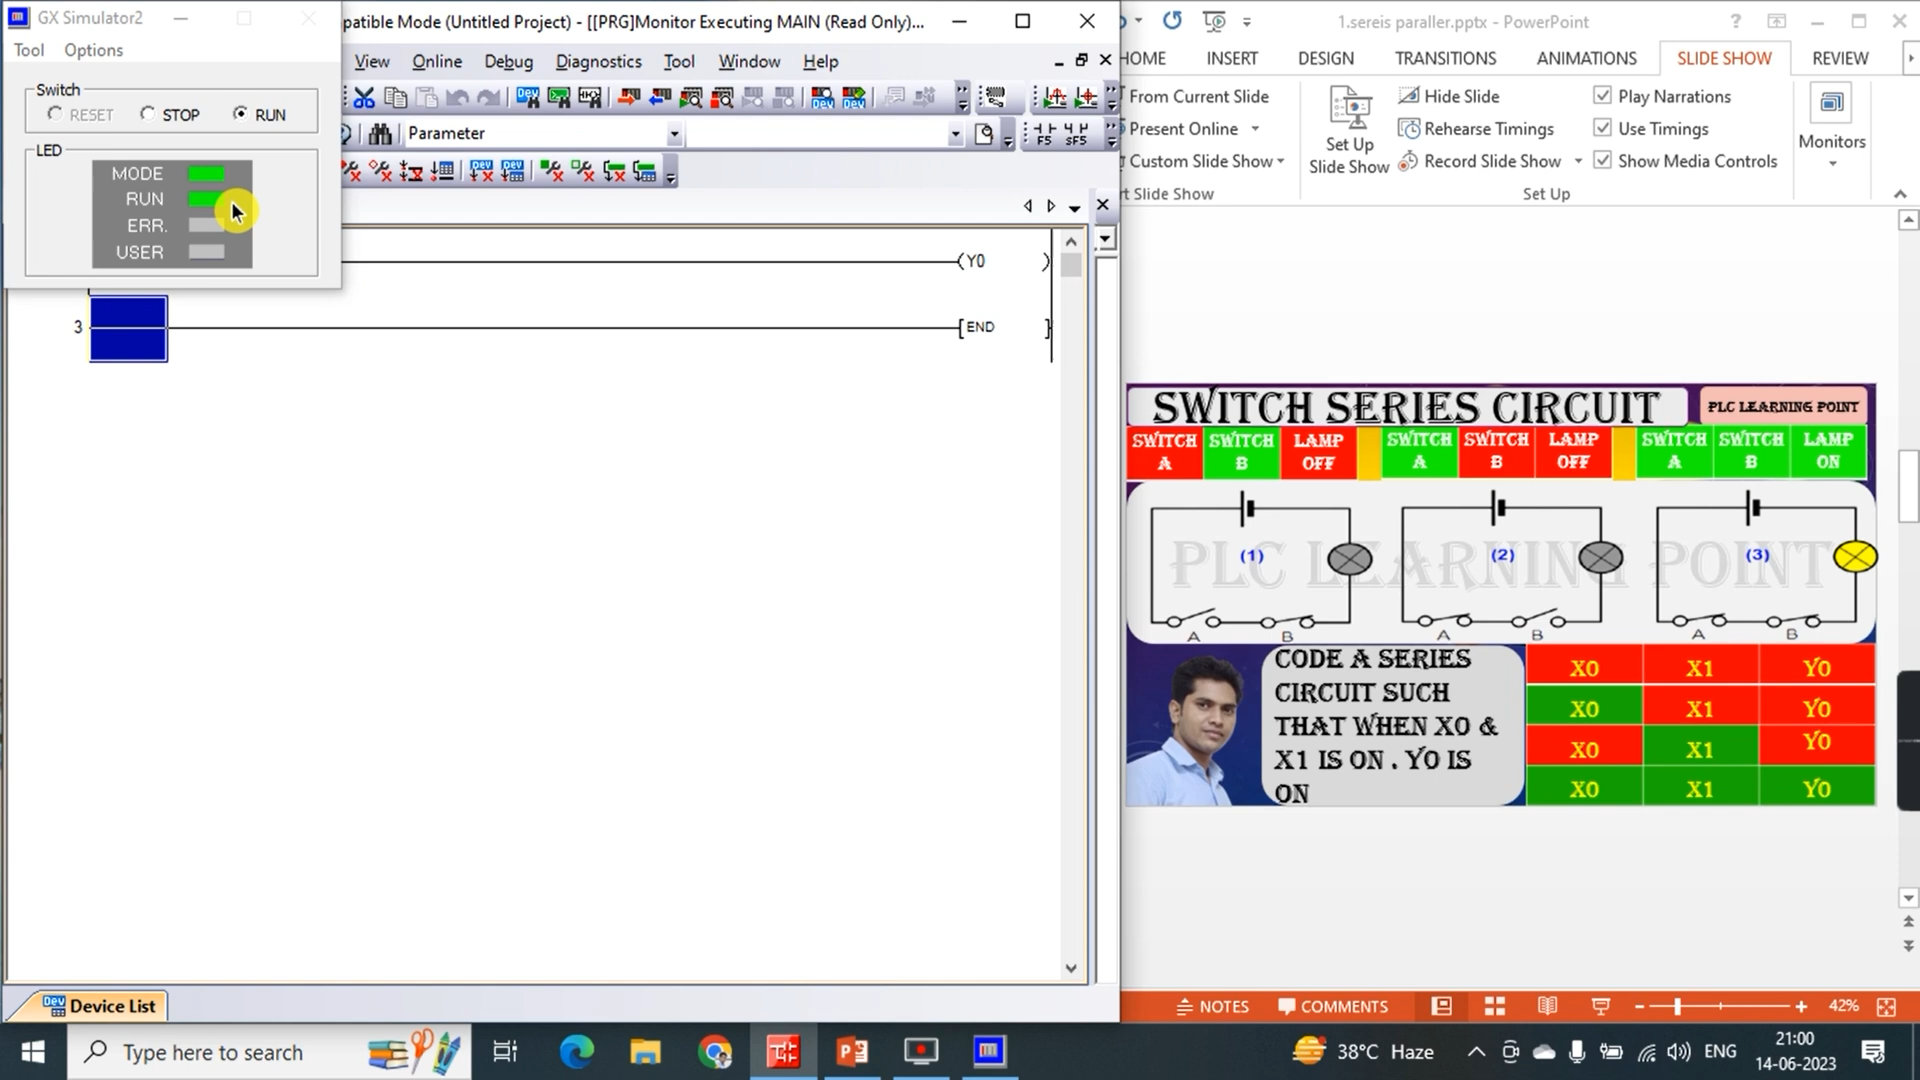 GX Simulator2
Tool Options
Switch
RESET STOP RUN
LED
MODE
RUN
ERR.
USER
patible Mode (Untitled Project) - [[PRG]Monitor Executing MAIN (Read Only)...
View Online Debug Diagnostics Tool Window Help
Parameter
F5 sF5
(Y0 )
3 [END ]
Device List
1.sereis paraller.pptx - PowerPoint
HOME INSERT DESIGN TRANSITIONS ANIMATIONS SLIDE SHOW REVIEW
From Current Slide
Present Online
Custom Slide Show
rt Slide Show
Set Up
Slide Show
Hide Slide
Rehearse Timings
Record Slide Show
Play Narrations
Use Timings
Show Media Controls
Set Up
Monitors
SWITCH SERIES CIRCUIT
PLC LEARNING POINT
SWITCH A SWITCH B LAMP OFF SWITCH A SWITCH B LAMP OFF SWITCH A SWITCH B LAMP ON
(1) (2) (3)
PLC LEARNING POINT
A B A B A B
CODE A SERIES
CIRCUIT SUCH
THAT WHEN X0 &
X1 IS ON . Y0 IS
ON
X0 X1 Y0
X0 X1 Y0
X0 X1 Y0
X0 X1 Y0
NOTES COMMENTS 42%
Type here to search
38°C Haze
ENG
21:00
14-06-2023